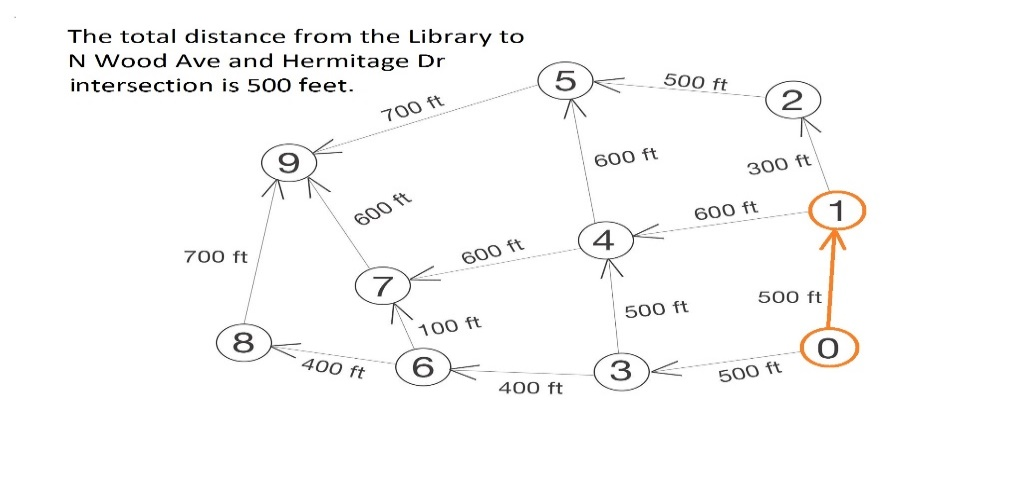 The total distance from the Library to
N Wood Ave and Hermitage Dr
intersection is 500 feet.
5
500 ft
2
700 ft
9
600 ft
300 ft
600 ft
600 ft
1
4
700 ft
600 ft
7
500 ft
500 ft
100 ft
8
0
400 ft
6
3
500 ft
400 ft